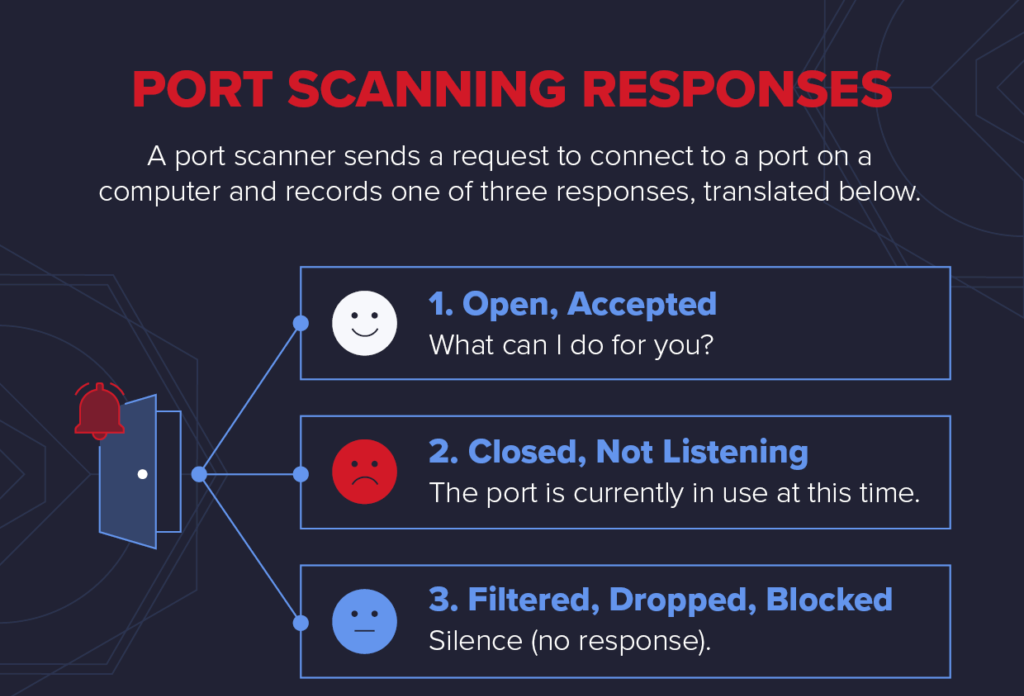 PORT SCANNING RESPONSES
A port scanner sends a request to connect to a port on a
computer and records one of three responses, translated below.
1. Open, Accepted
What can I do for you?
2. Closed, Not Listening
The port is currently in use at this time.
3. Filtered, Dropped, Blocked
Silence (no response).